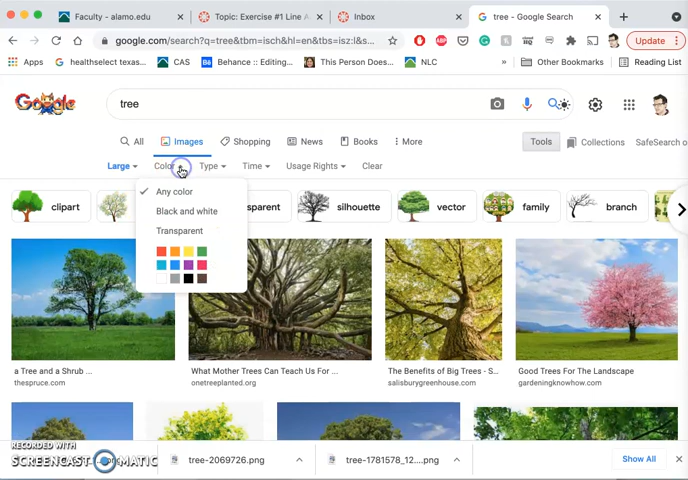 Faculty - alamo.edu
Topic: Exercise #1 Line A
Inbox
tree - Google Search
google.com/search?q=tree&tbm=isch&hl=en&tbs=isz:l&s...
ABP
Update
Apps
healthselect texas...
CAS
Behance :: Editing...
This Person Does...
NLC
»
Other Bookmarks
Reading List
Google
tree
All
Images
Shopping
News
Books
More
Tools
Collections
SafeSearch o
Large
Color
Type
Time
Usage Rights
Clear
Any color
Black and white
Transparent
clipart
sparent
silhouette
vector
family
branch
a Tree and a Shrub ...
thespruce.com
What Mother Trees Can Teach Us For ...
onetreeplanted.org
The Benefits of Big Trees - S...
salisburygreenhouse.com
Good Trees For The Landscape
gardeningknowhow.com
RECORDED WITH
SCREENCAST O MATIC
tree-2069726.png
tree-1781578_12....png
Show All